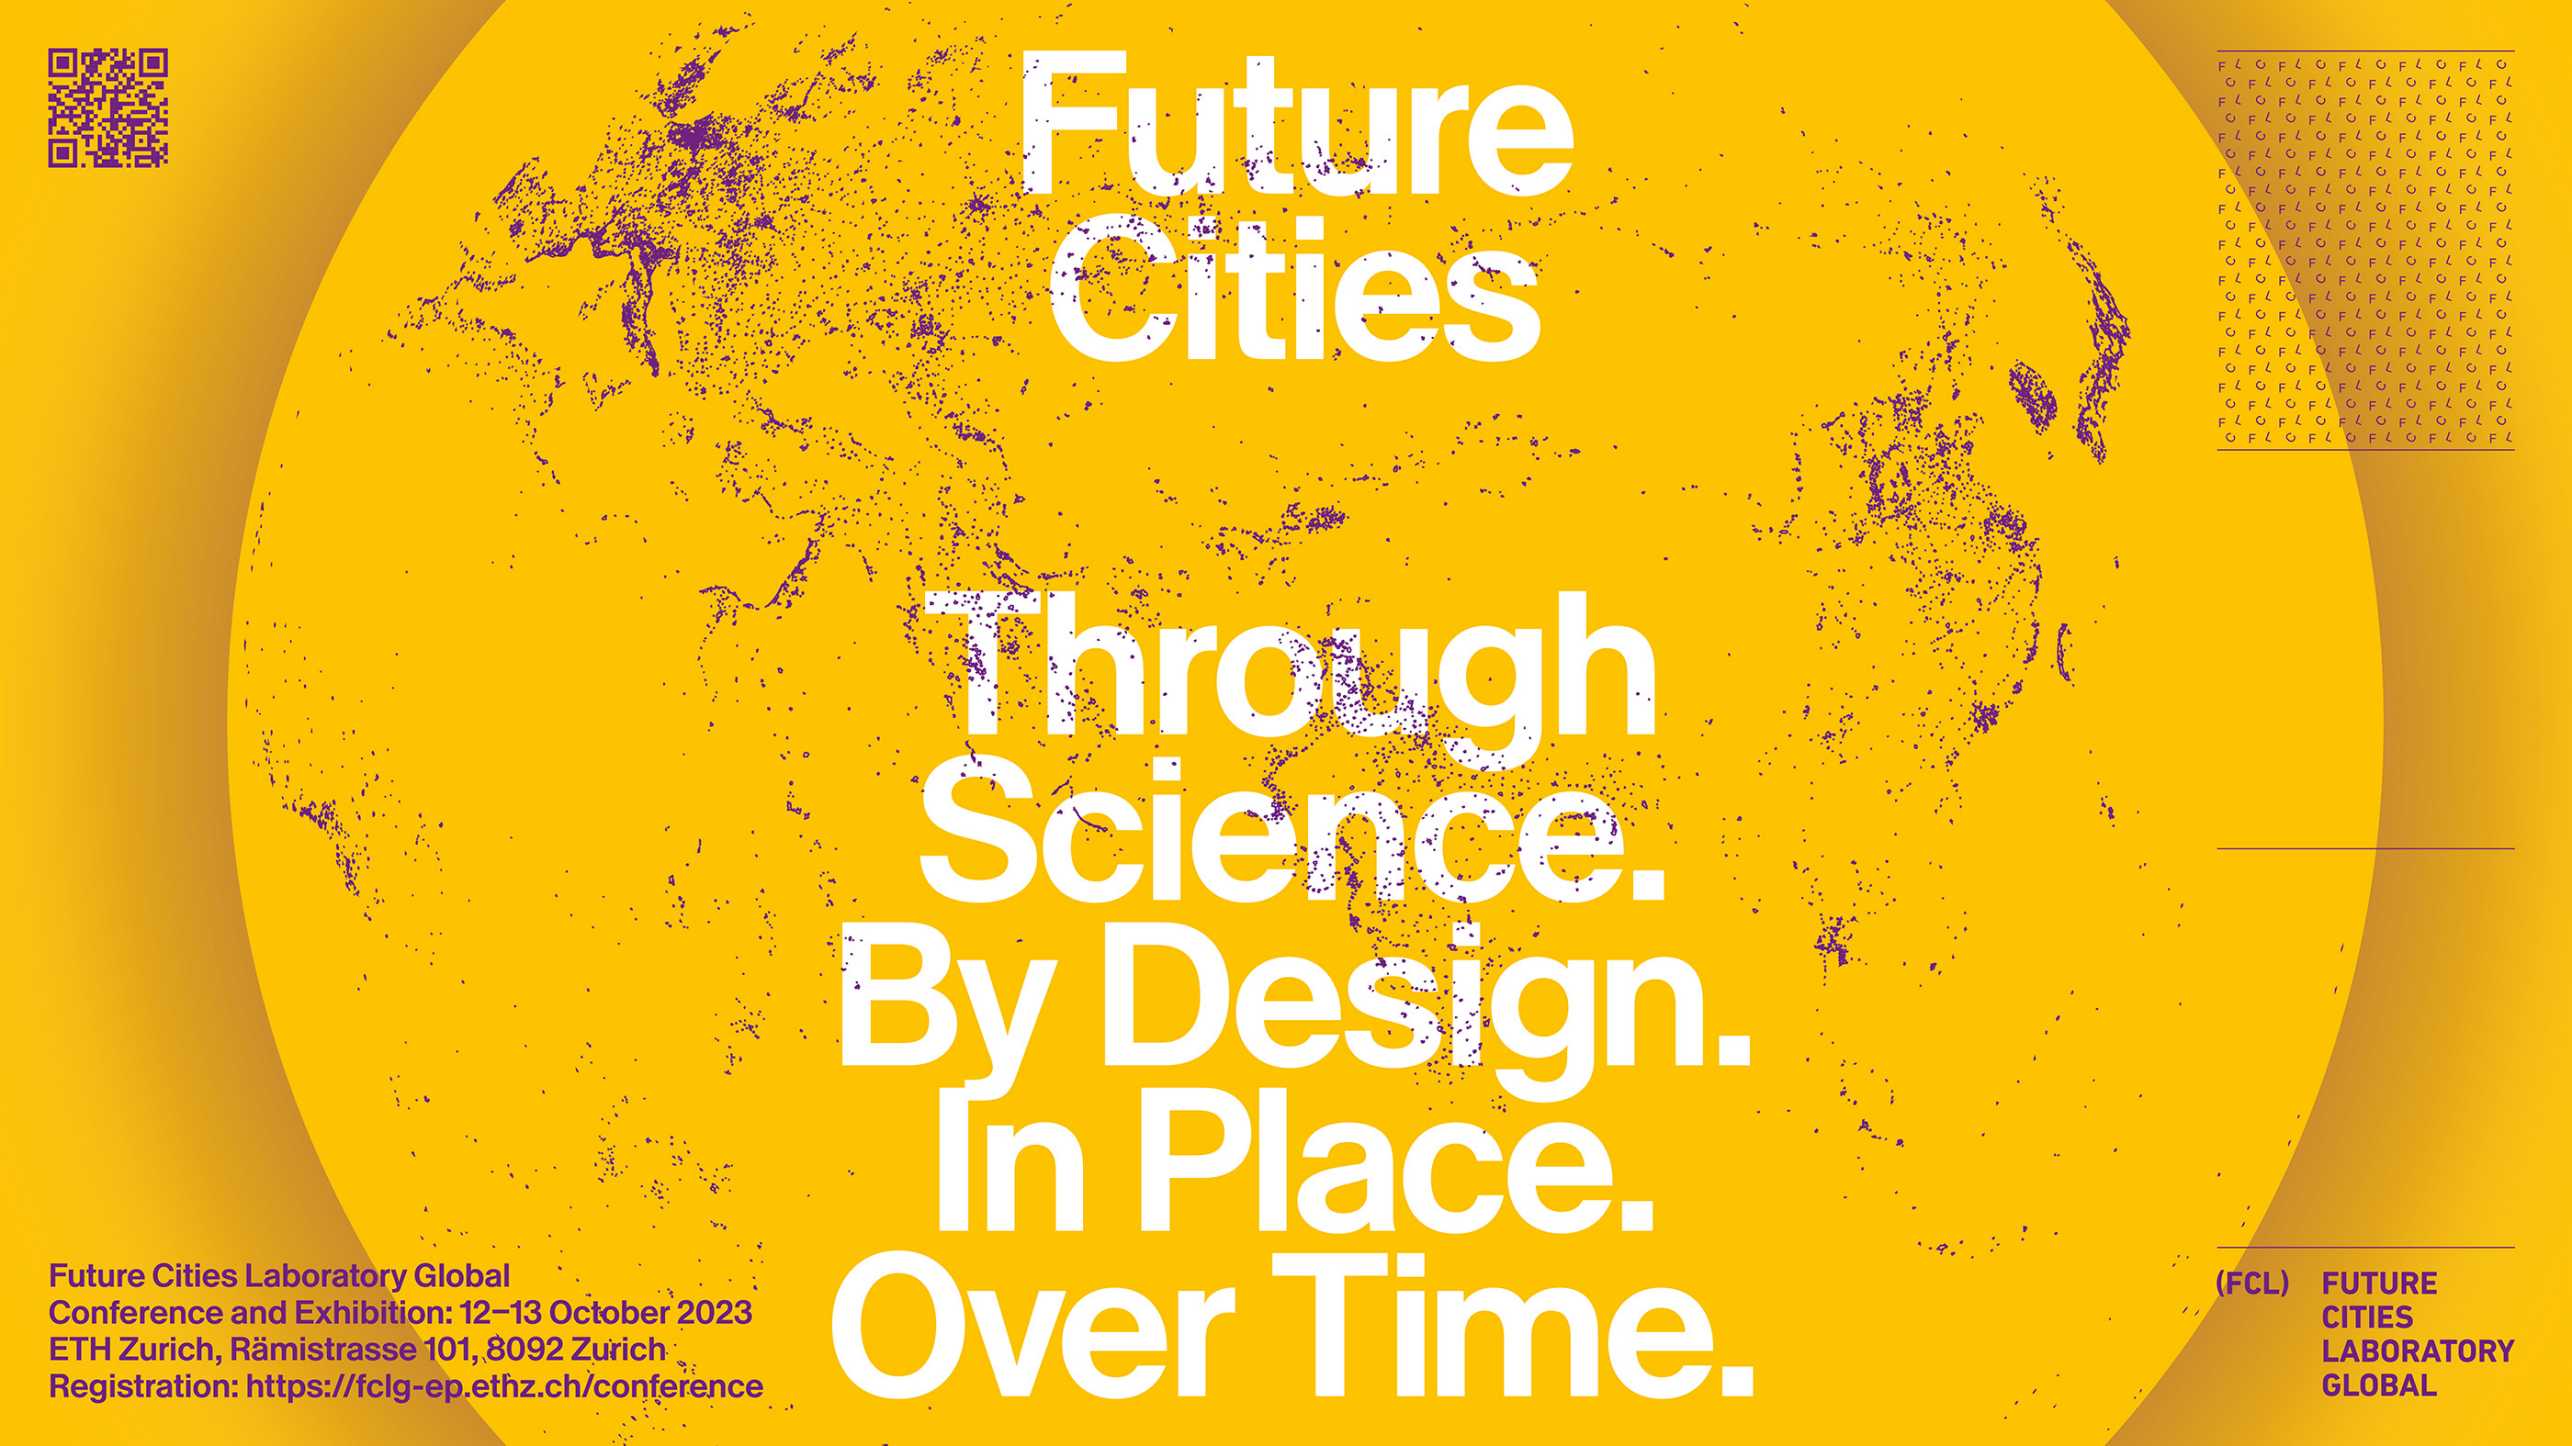 Future
Cities
Through
Science.
By Design.
In Place.
Over Time.
Future Cities Laboratory Global
Conference and Exhibition: 12–13 October 2023
ETH Zurich, Rämistrasse 101, 8092 Zurich
Registration: https://fclg-ep.ethz.ch/conference
(FCL) FUTURE
CITIES
LABORATORY
GLOBAL